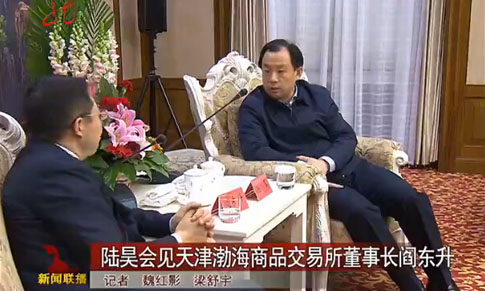 陆昊会见天津渤海商品交易所董事长阎东升
新闻联播
记者 魏红影 梁舒宇